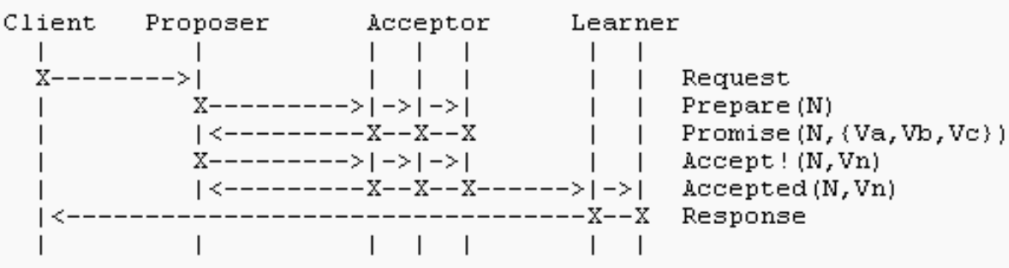 Client Proposer Acceptor Learner
Request
Prepare(N)
Promise(N,{Va,Vb,Vc})
Accept!(N,Vn)
Accepted(N,Vn)
Response